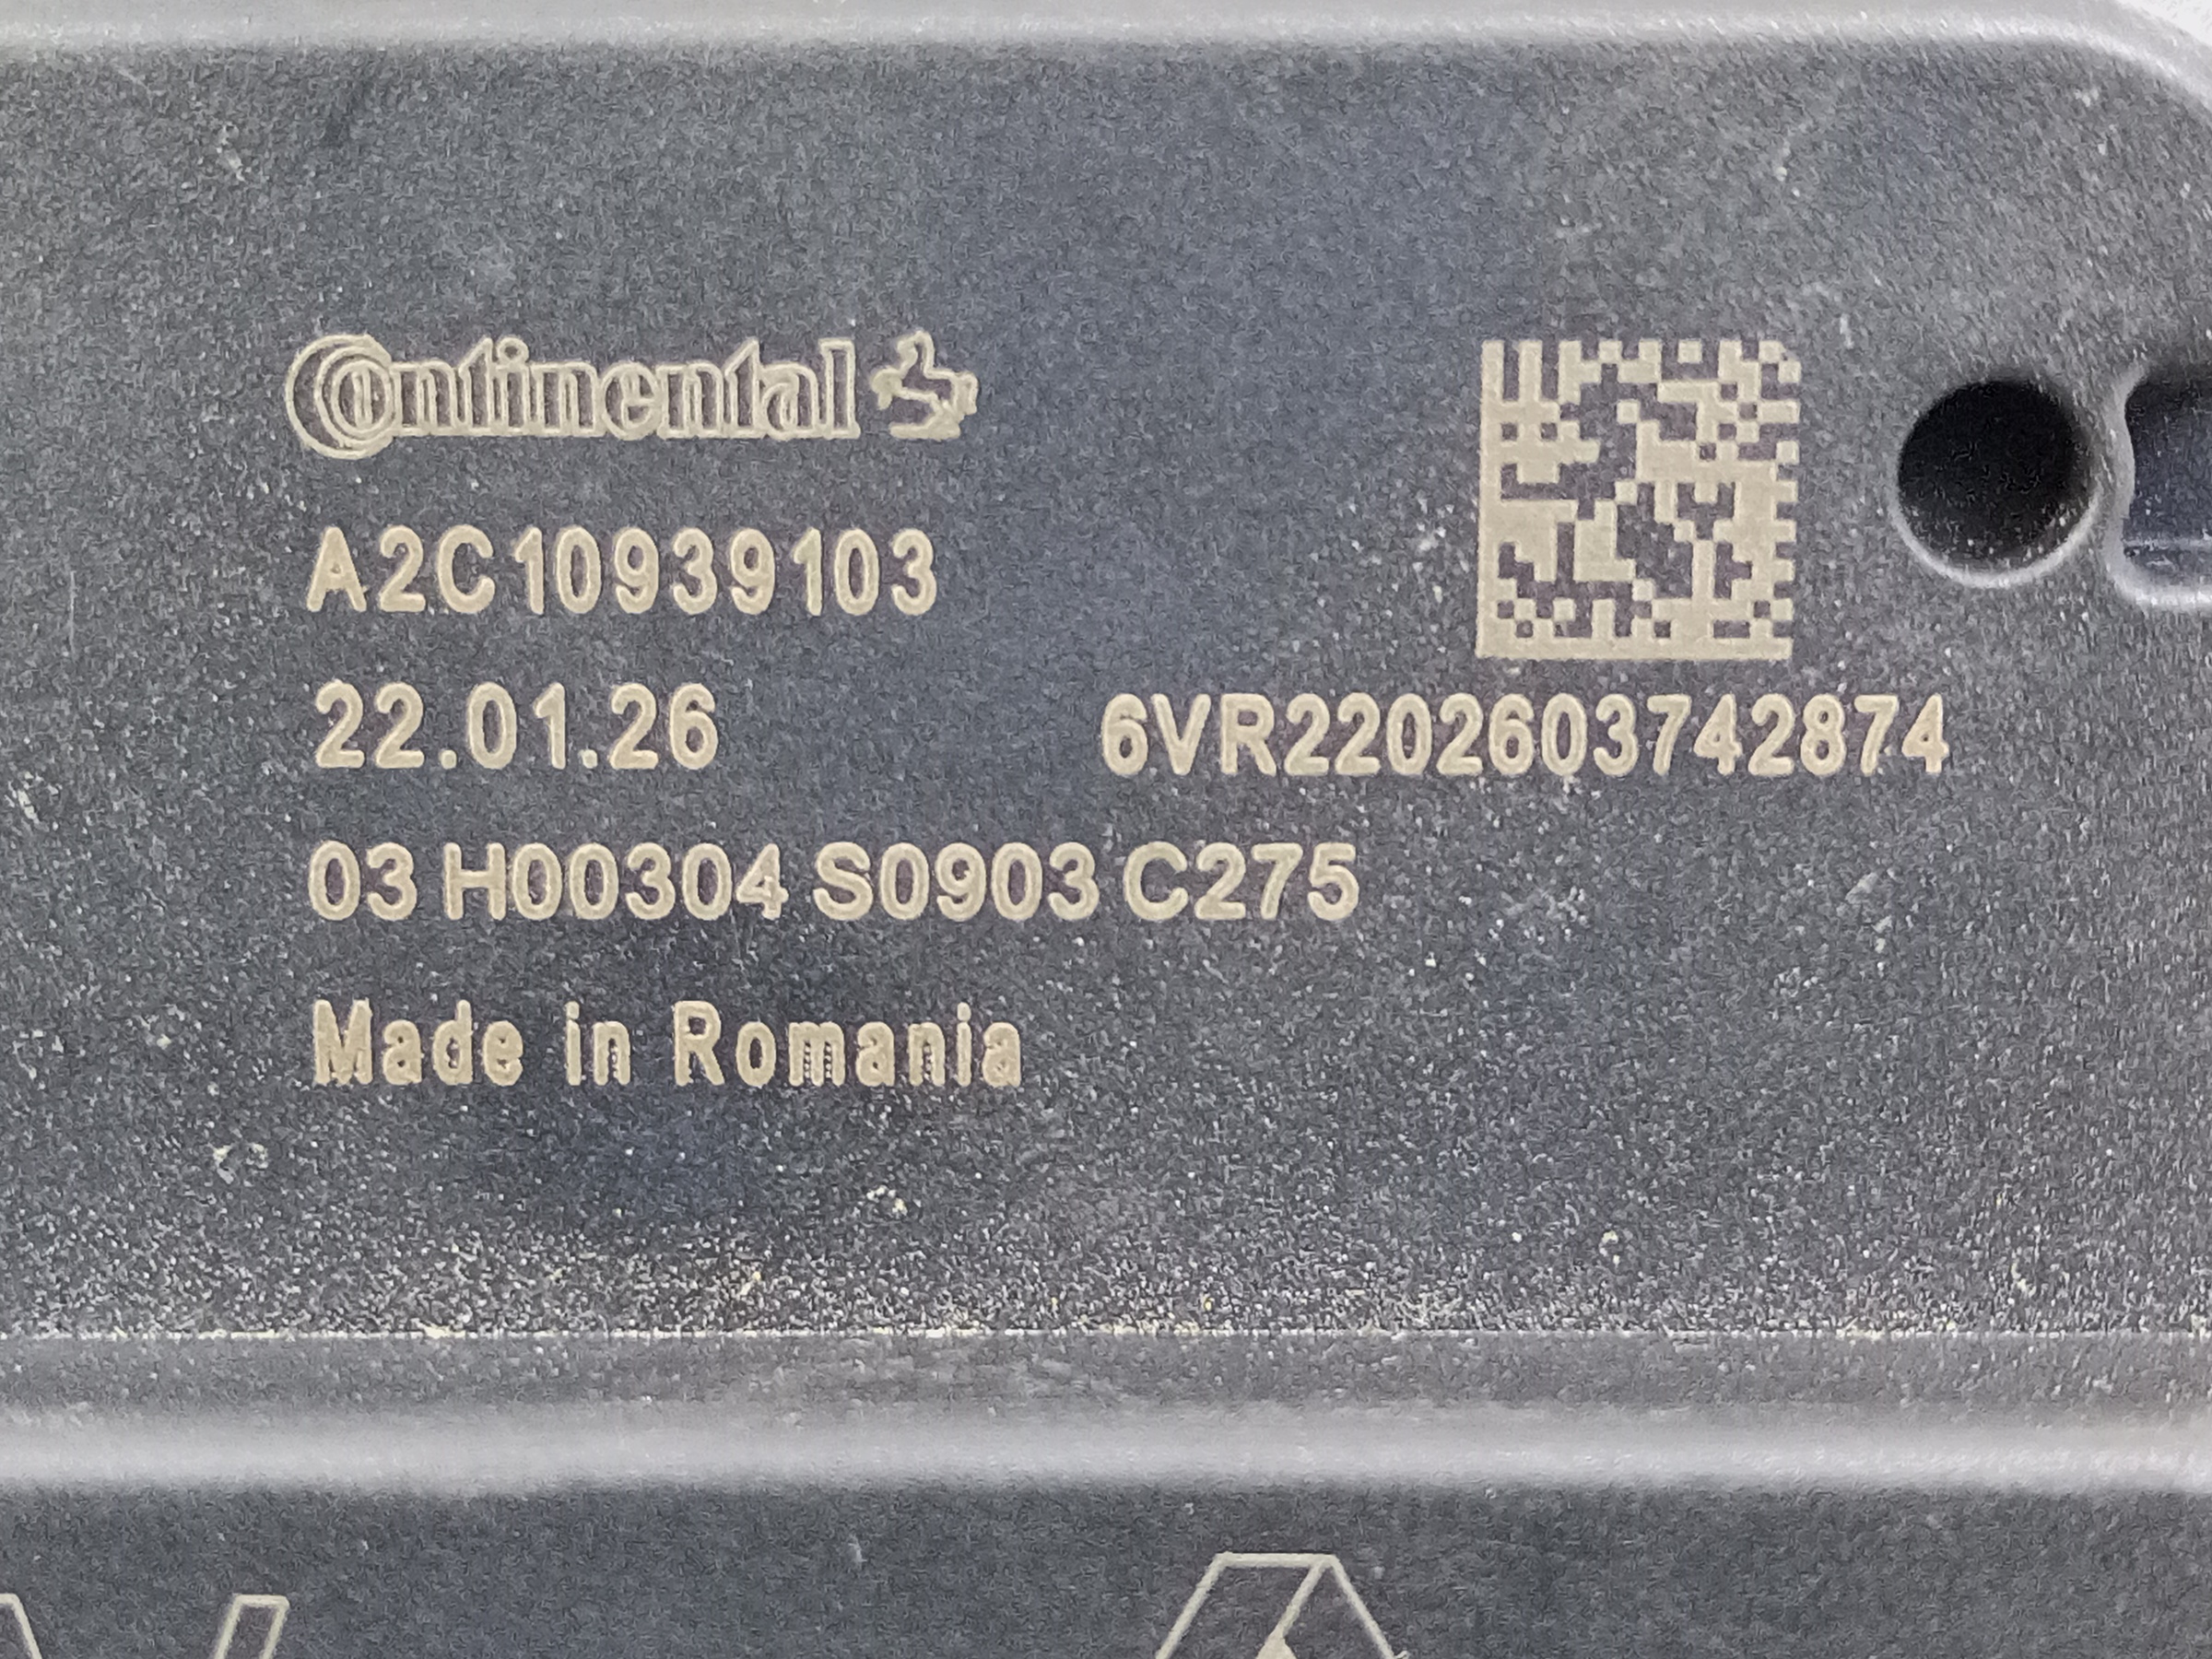 Continental
A2C10939103
22.01.26
6VR2202603742874
03 H00304 S0903 C275
Made in Romania